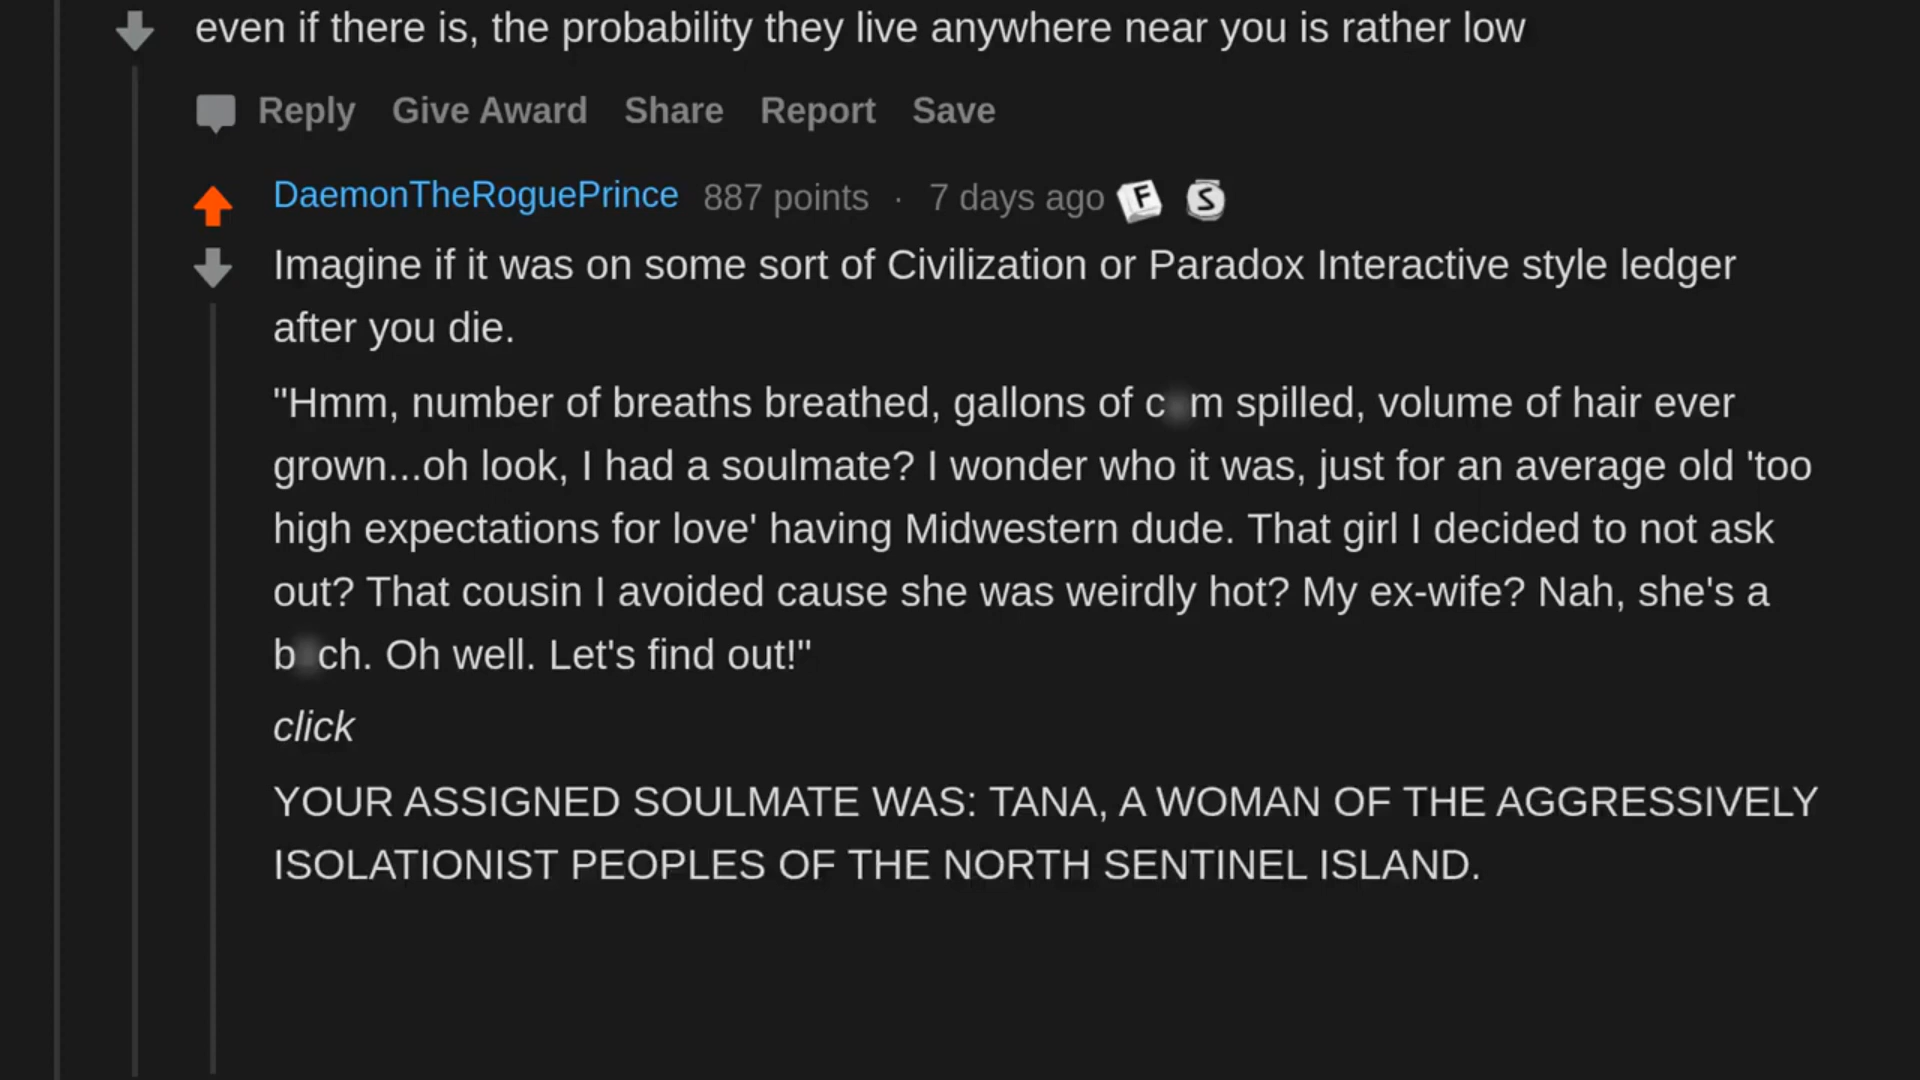 even if there is, the probability they live anywhere near you is rather low
Reply Give Award Share Report Save
DaemonTheRoguePrince 887 points · 7 days ago F S
Imagine if it was on some sort of Civilization or Paradox Interactive style ledger
after you die.
"Hmm, number of breaths breathed, gallons of c m spilled, volume of hair ever
grown...oh look, I had a soulmate? I wonder who it was, just for an average old 'too
high expectations for love' having Midwestern dude. That girl I decided to not ask
out? That cousin I avoided cause she was weirdly hot? My ex-wife? Nah, she's a
b ch. Oh well. Let's find out!"
click
YOUR ASSIGNED SOULMATE WAS: TANA, A WOMAN OF THE AGGRESSIVELY
ISOLATIONIST PEOPLES OF THE NORTH SENTINEL ISLAND.